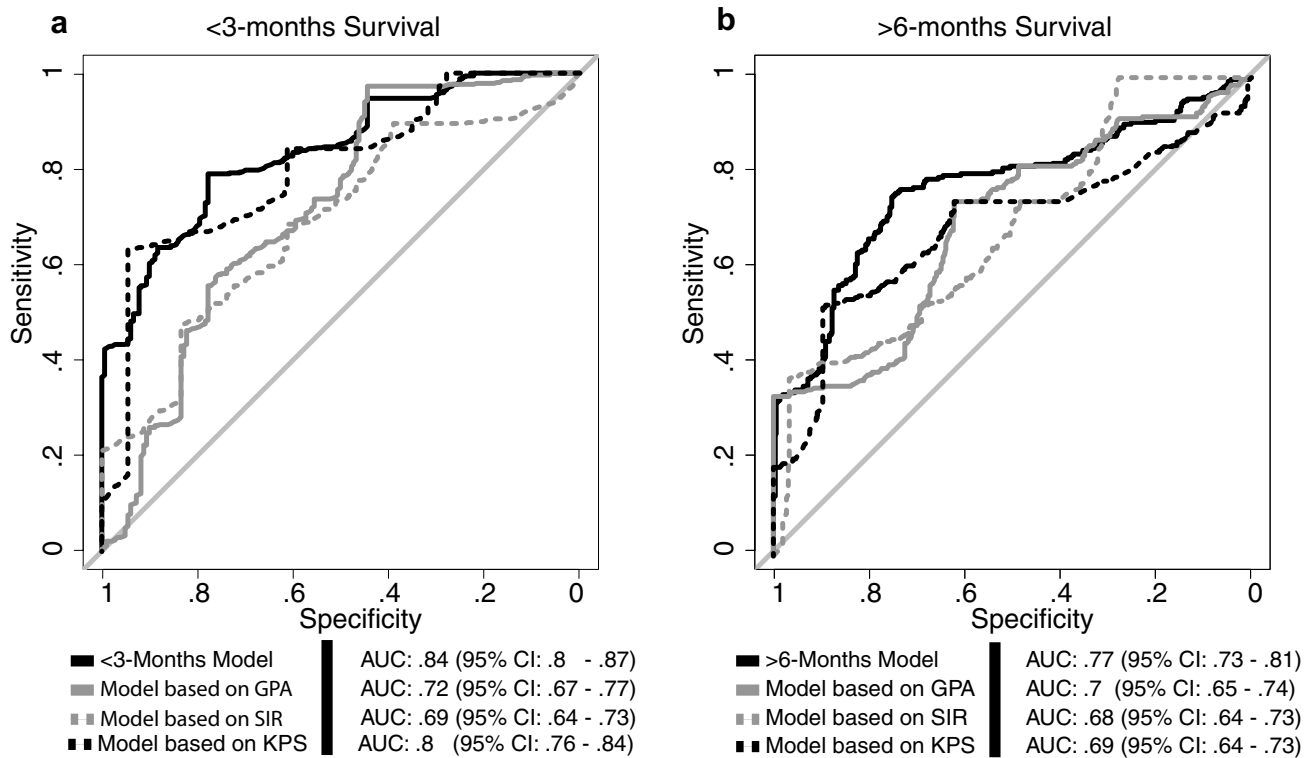 a
<3-months Survival
1
.8
.6
.4
.2
0
Sensitivity
1 .8 .6 .4 .2 0
Specificity
<3-Months Model AUC: .84 (95% CI: .8 - .87)
Model based on GPA AUC: .72 (95% CI: .67 - .77)
Model based on SIR AUC: .69 (95% CI: .64 - .73)
Model based on KPS AUC: .8 (95% CI: .76 - .84)
b
>6-months Survival
1
.8
.6
.4
.2
0
Sensitivity
1 .8 .6 .4 .2 0
Specificity
>6-Months Model AUC: .77 (95% CI: .73 - .81)
Model based on GPA AUC: .7 (95% CI: .65 - .74)
Model based on SIR AUC: .68 (95% CI: .64 - .73)
Model based on KPS AUC: .69 (95% CI: .64 - .73)